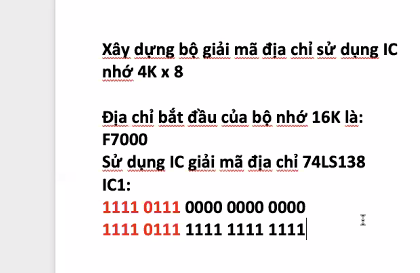 Xây dựng bộ giải mã địa chỉ sử dụng IC
nhớ 4K x 8
Địa chỉ bắt đầu của bộ nhớ 16K là:
F7000
Sử dụng IC giải mã địa chỉ 74LS138
IC1:
1111 0111 0000 0000 0000
1111 0111 1111 1111 1111